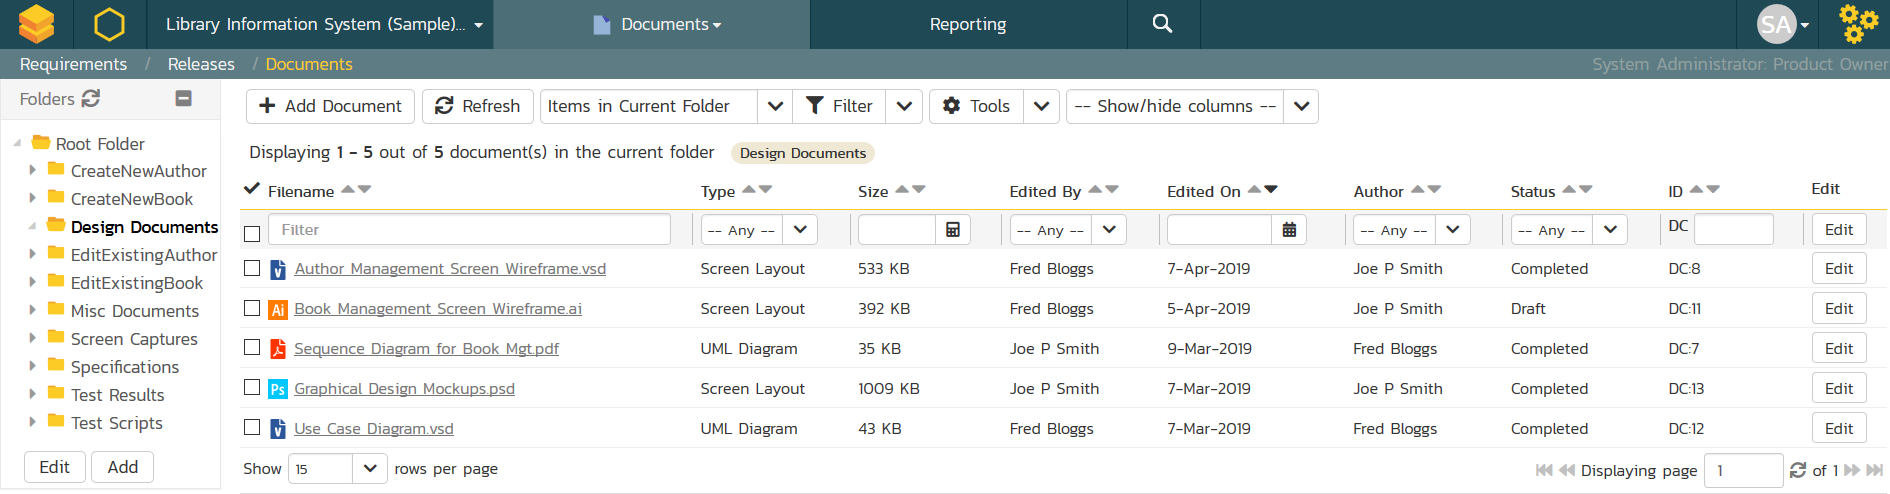 Library Information System (Sample)... Documents Reporting SA
Requirements / Releases / Documents System Administrator: Product Owner
Folders
Root Folder
CreateNewAuthor
CreateNewBook
Design Documents
EditExistingAuthor
EditExistingBook
Misc Documents
Screen Captures
Specifications
Test Results
Test Scripts
Edit Add
Add Document Refresh Items in Current Folder Filter Tools -- Show/hide columns --
Displaying 1 - 5 out of 5 document(s) in the current folder Design Documents
Filename Type Size Edited By Edited On Author Status ID Edit
Filter -- Any -- -- Any -- -- Any -- -- Any -- DC Edit
Author Management Screen Wireframe.vsd Screen Layout 533 KB Fred Bloggs 7-Apr-2019 Joe P Smith Completed DC:8 Edit
Ai Book Management Screen Wireframe.ai Screen Layout 392 KB Fred Bloggs 5-Apr-2019 Joe P Smith Draft DC:11 Edit
Sequence Diagram for Book Mgt.pdf UML Diagram 35 KB Joe P Smith 9-Mar-2019 Fred Bloggs Completed DC:7 Edit
Ps Graphical Design Mockups.psd Screen Layout 1009 KB Joe P Smith 7-Mar-2019 Joe P Smith Completed DC:13 Edit
Use Case Diagram.vsd UML Diagram 43 KB Fred Bloggs 7-Mar-2019 Fred Bloggs Completed DC:12 Edit
Show 15 rows per page Displaying page 1 of 1